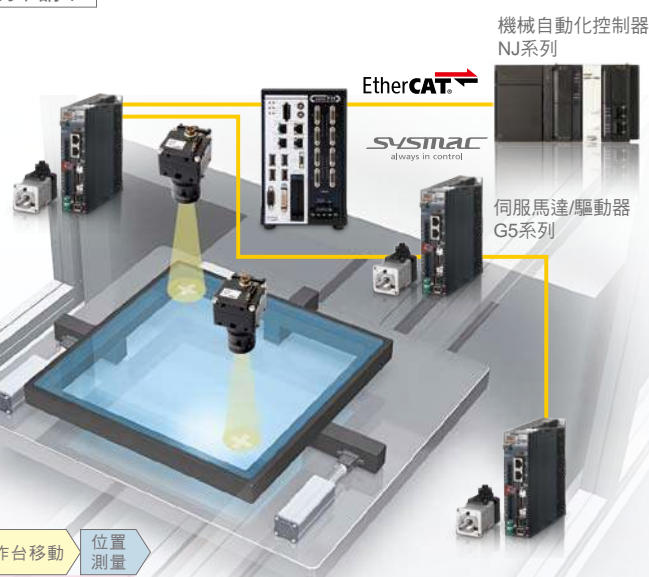 機械自動化控制器
NJ系列
EtherCAT®
sysmac
always in control
伺服馬達/驅動器
G5系列
作台移動
位置
測量